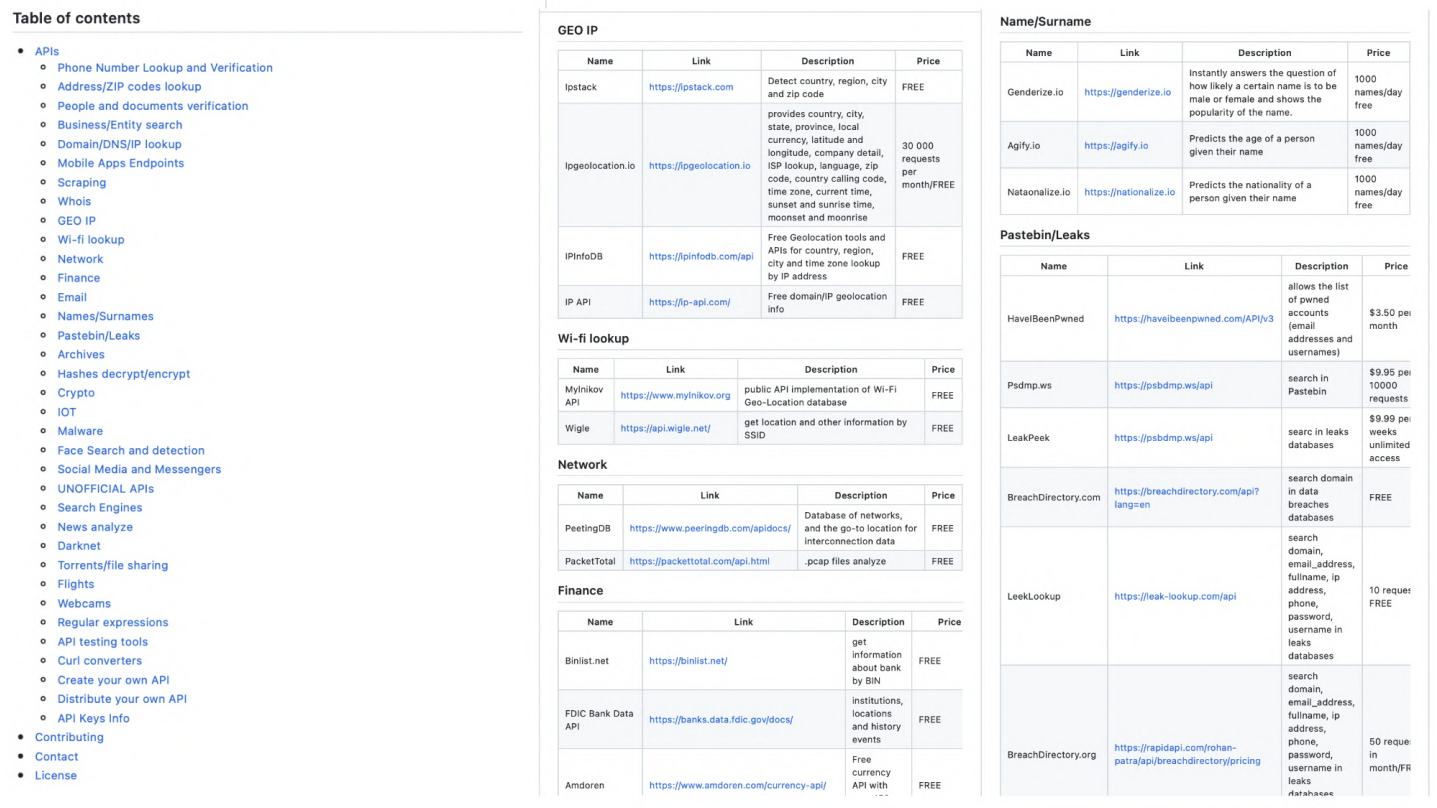 Table of contents
APIs
Phone Number Lookup and Verification
Address/ZIP codes lookup
People and documents verification
Business/Entity search
Domain/DNS/IP lookup
Mobile Apps Endpoints
Scraping
Whois
GEO IP
Wi-fi lookup
Network
Finance
Email
Names/Surnames
Pastebin/Leaks
Archives
Hashes decrypt/encrypt
Crypto
IOT
Malware
Face Search and detection
Social Media and Messengers
UNOFFICIAL APIs
Search Engines
News analyze
Darknet
Torrents/file sharing
Flights
Webcams
Regular expressions
API testing tools
Curl converters
Create your own API
Distribute your own API
API Keys Info
Contributing
Contact
License
GEO IP
Name Link Description Price
Ipstack https://ipstack.com Detect country, region, city
and zip code FREE
Ipgeolocation.io https://ipgeolocation.io provides country, city,
state, province, local
currency, latitude and
longitude, company detail,
ISP lookup, language, zip
code, country calling code,
time zone, current time,
sunset and sunrise time,
moonset and moonrise
30 000
requests
per
month/FREE
IPInfoDB https://ipinfodb.com/api Free Geolocation tools and
APIs for country, region,
city and time zone lookup
by IP address FREE
IP API https://ip-api.com/ Free domain/IP geolocation
info FREE
Wi-fi lookup
Name Link Description Price
Mylnikov
API https://www.mylnikov.org public API implementation of Wi-Fi
Geo-Location database FREE
Wigle https://api.wigle.net/ get location and other information by
SSID FREE
Network
Name Link Description Price
PeetingDB https://www.peeringdb.com/apidocs/ Database of networks,
and the go-to location for
interconnection data FREE
PacketTotal https://packettotal.com/api.html .pcap files analyze FREE
Finance
Name Link Description Price
Binlist.net https://binlist.net/ get
information
about bank
by BIN FREE
FDIC Bank Data
API https://banks.data.fdic.gov/docs/ institutions,
locations
and history
events FREE
Amdoren https://www.amdoren.com/currency-api/ Free
currency
API with
FREE
Name/Surname
Name Link Description Price
Genderize.io https://genderize.io Instantly answers the question of
how likely a certain name is to be
male or female and shows the
popularity of the name.
1000
names/day
free
Agify.io https://agify.io Predicts the age of a person
given their name
1000
names/day
free
Nataonalize.io https://nationalize.io Predicts the nationality of a
person given their name
1000
names/day
free
Pastebin/Leaks
Name Link Description Price
HaveIBeenPwned https://haveibeenpwned.com/API/v3 allows the list
of pwned
accounts
(email
addresses and
usernames)
$3.50 per
month
Psdmp.ws https://psbdmp.ws/api search in
Pastebin
$9.95 per
10000
requests
LeakPeek https://psbdmp.ws/api searc in leaks
databases
$9.99 per
weeks
unlimited
access
BreachDirectory.com https://breachdirectory.com/api?
lang=en search domain
in data
breaches
databases FREE
LeekLookup https://leak-lookup.com/api search
domain,
email_address,
fullname, ip
address,
phone,
password,
username in
leaks
databases
10 reques
FREE
BreachDirectory.org https://rapidapi.com/rohan-
patra/api/breachdirectory/pricing search
domain,
email_address,
fullname, ip
address,
phone,
password,
username in
leaks
databases
50 reque
in
month/FR